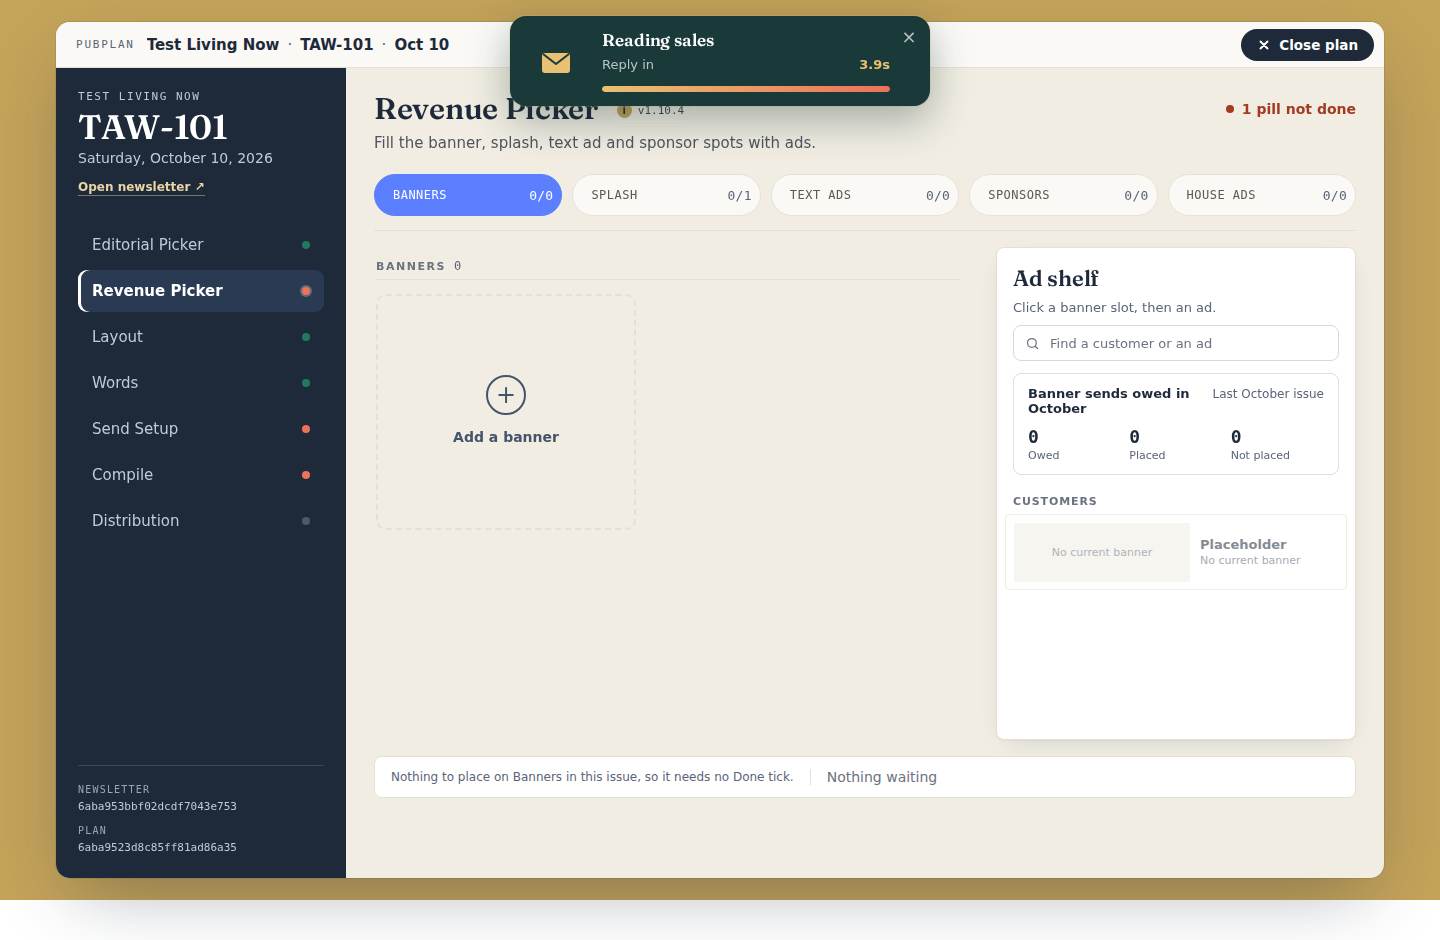 PUBPLAN Test Living Now · TAW-101 · Oct 10
Reading sales
Reply in 3.9s
Close plan
TEST LIVING NOW
TAW-101
Saturday, October 10, 2026
Open newsletter ↗
Editorial Picker
Revenue Picker
Layout
Words
Send Setup
Compile
Distribution
NEWSLETTER
6aba953bbf02dcdf7043e753
PLAN
6aba9523d8c85ff81ad86a35
Revenue Picker i v1.10.4
1 pill not done
Fill the banner, splash, text ad and sponsor spots with ads.
BANNERS 0/0
SPLASH 0/1
TEXT ADS 0/0
SPONSORS 0/0
HOUSE ADS 0/0
BANNERS 0
Add a banner
Ad shelf
Click a banner slot, then an ad.
Find a customer or an ad
Banner sends owed in October
Last October issue
0 0 0
Owed Placed Not placed
CUSTOMERS
No current banner
Placeholder
No current banner
Nothing to place on Banners in this issue, so it needs no Done tick.
Nothing waiting